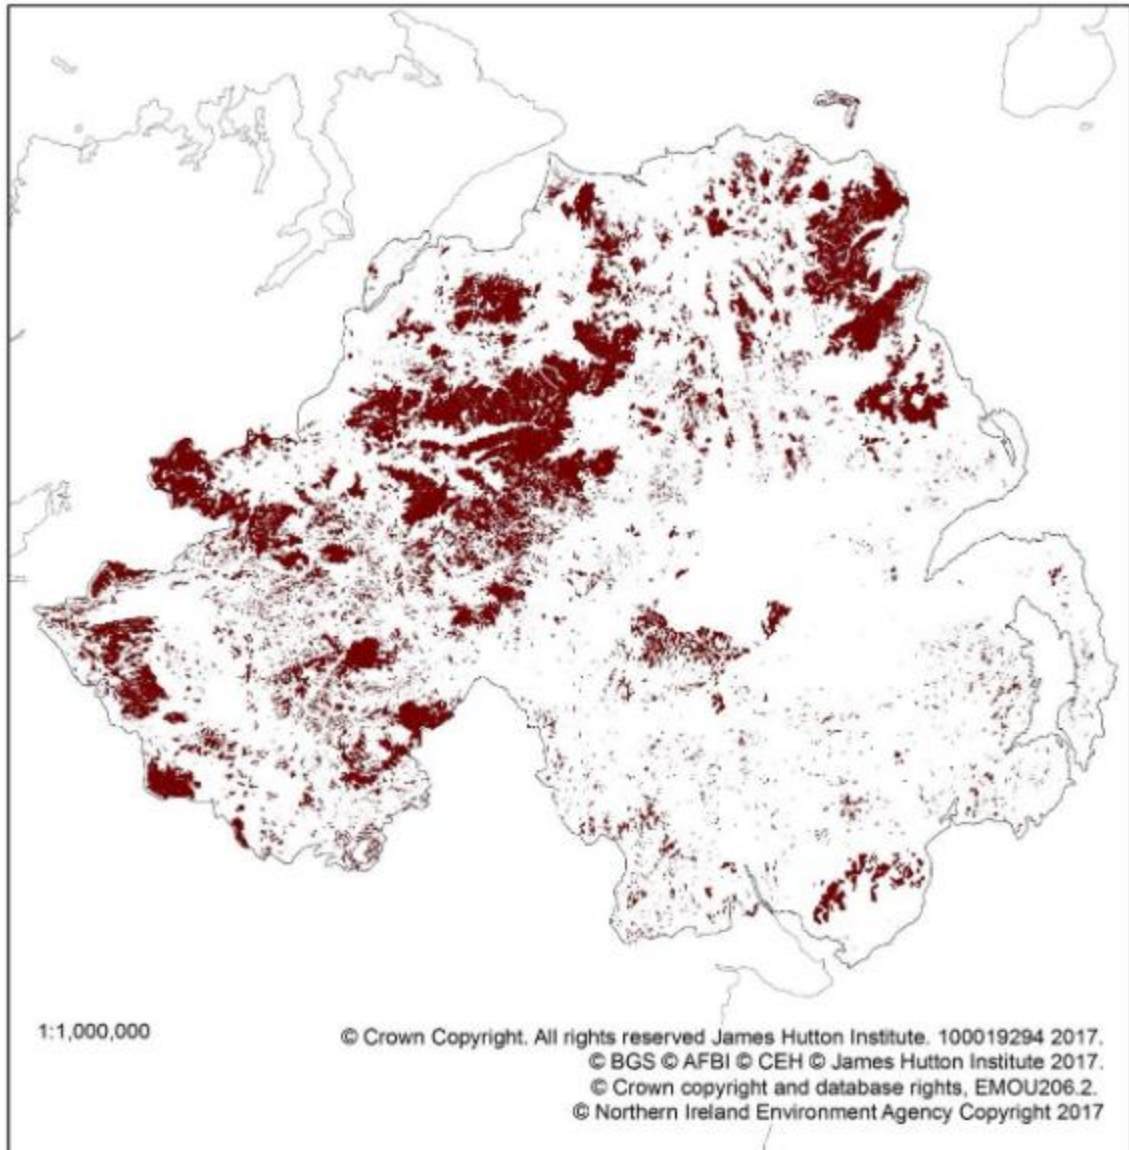 1:1,000,000
© Crown Copyright. All rights reserved James Hutton Institute. 100019294 2017.
© BGS © AFBI © CEH © James Hutton Institute 2017.
© Crown copyright and database rights, EMOU206.2.
© Northern Ireland Environment Agency Copyright 2017